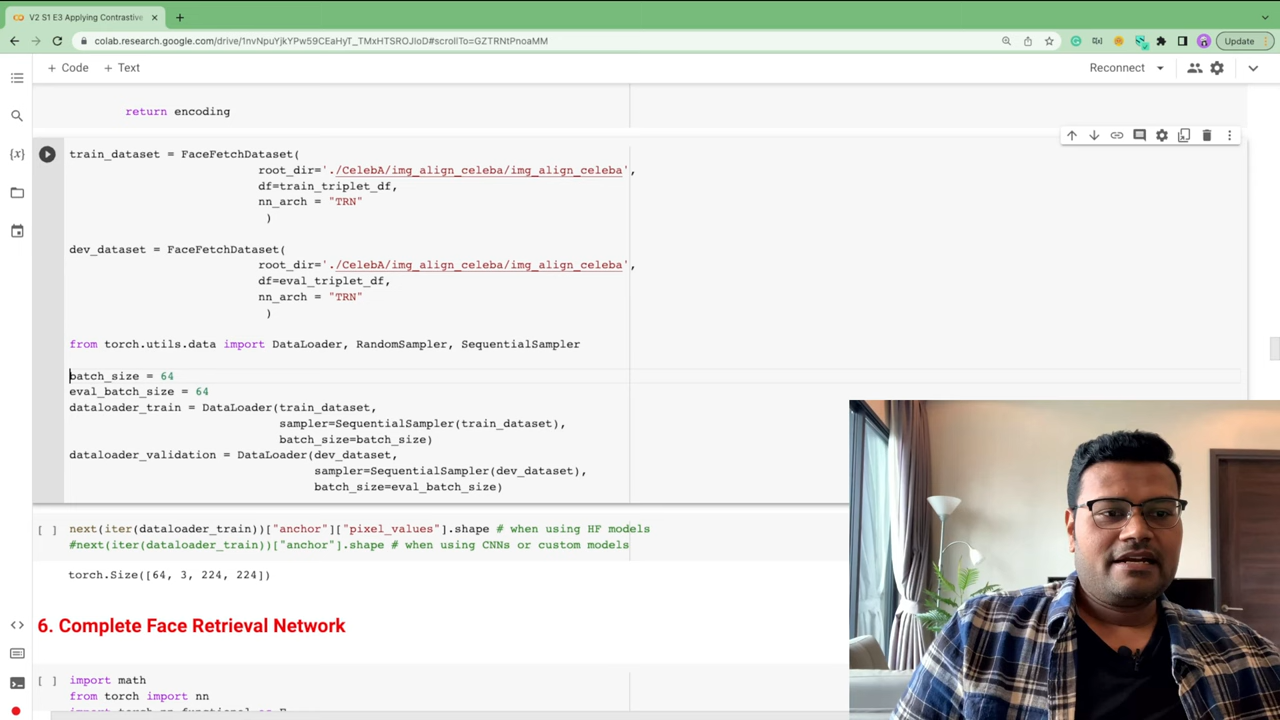 V2 S1 E3 Applying Contrastive
colab.research.google.com/drive/1nvNpuYjkYPw59CEaHyT_TMxHTSROJloD#scrollTo=GZTRNtPnoaMM
Update
+ Code + Text
Reconnect
return encoding
train_dataset = FaceFetchDataset(
root_dir='./CelebA/img_align_celeba/img_align_celeba',
df=train_triplet_df,
nn_arch = "TRN"
)
dev_dataset = FaceFetchDataset(
root_dir='./CelebA/img_align_celeba/img_align_celeba',
df=eval_triplet_df,
nn_arch = "TRN"
)
from torch.utils.data import DataLoader, RandomSampler, SequentialSampler
batch_size = 64
eval_batch_size = 64
dataloader_train = DataLoader(train_dataset,
sampler=SequentialSampler(train_dataset),
batch_size=batch_size)
dataloader_validation = DataLoader(dev_dataset,
sampler=SequentialSampler(dev_dataset),
batch_size=eval_batch_size)
[ ] next(iter(dataloader_train))["anchor"]["pixel_values"].shape # when using HF models
#next(iter(dataloader_train))["anchor"].shape # when using CNNs or custom models
torch.Size([64, 3, 224, 224])
6. Complete Face Retrieval Network
[ ] import math
from torch import nn